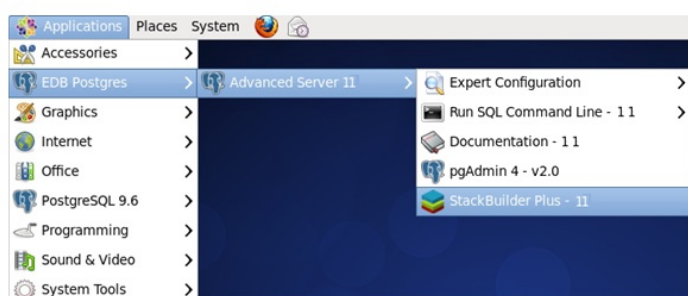 Applications Places System
Accessories
EDB Postgres
Graphics
Internet
Office
PostgreSQL 9.6
Programming
Sound & Video
System Tools
Advanced Server 11
Expert Configuration
Run SQL Command Line - 11
Documentation - 11
pgAdmin 4 - v2.0
StackBuilder Plus - 11